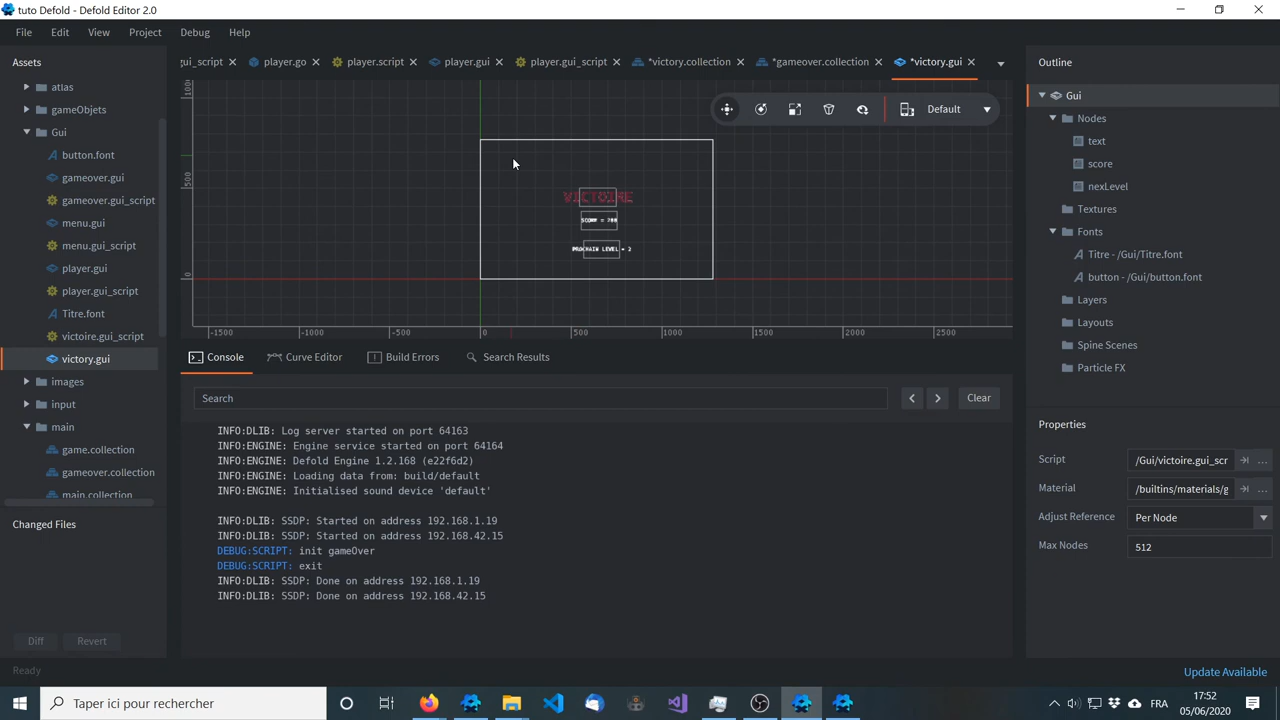 tuto Defold - Defold Editor 2.0
File Edit View Project Debug Help
Assets
atlas
gameObjets
Gui
button.font
gameover.gui
gameover.gui_script
menu.gui
menu.gui_script
player.gui
player.gui_script
Titre.font
victoire.gui_script
victory.gui
images
input
main
game.collection
gameover.collection
main.collection
Changed Files
Diff Revert
Ready
gui_script player.go player.script player.gui player.gui_script *victory.collection *gameover.collection *victory.gui
Default
1000
500
0
VICTOIRE
SCORE = 700
PROCHAIN LEVEL = 2
-1500 -1000 -500 0 500 1000 1500 2000 2500
Console Curve Editor Build Errors Search Results
Search Clear
INFO:DLIB: Log server started on port 64163
INFO:ENGINE: Engine service started on port 64164
INFO:ENGINE: Defold Engine 1.2.168 (e22f6d2)
INFO:ENGINE: Loading data from: build/default
INFO:ENGINE: Initialised sound device 'default'
INFO:DLIB: SSDP: Started on address 192.168.1.19
INFO:DLIB: SSDP: Started on address 192.168.42.15
DEBUG:SCRIPT: init gameOver
DEBUG:SCRIPT: exit
INFO:DLIB: SSDP: Done on address 192.168.1.19
INFO:DLIB: SSDP: Done on address 192.168.42.15
Outline
Gui
Nodes
text
score
nexLevel
Textures
Fonts
Titre - /Gui/Titre.font
button - /Gui/button.font
Layers
Layouts
Spine Scenes
Particle FX
Properties
Script /Gui/victoire.gui_scr
Material /builtins/materials/g
Adjust Reference Per Node
Max Nodes 512
Update Available
Taper ici pour rechercher
FRA
17:52
05/06/2020